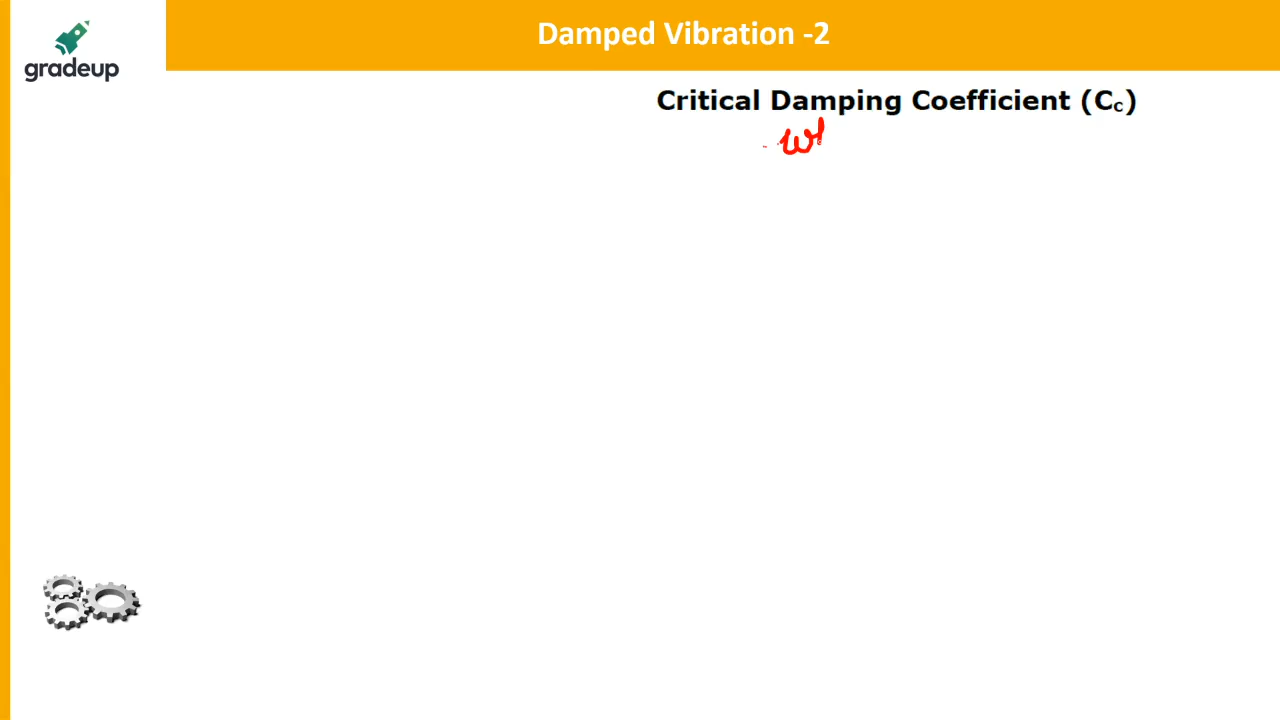 Damped Vibration -2
gradeup
Critical Damping Coefficient (Cc)